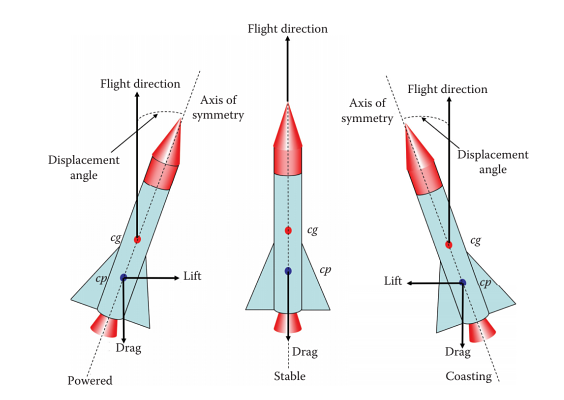 Flight direction
Flight direction
Axis of
symmetry
Displacement
angle
cg
cp
Lift
Drag
Powered
cg
cp
Drag
Stable
Axis of
symmetry
Flight direction
Displacement
angle
cg
Lift
cp
Drag
Coasting